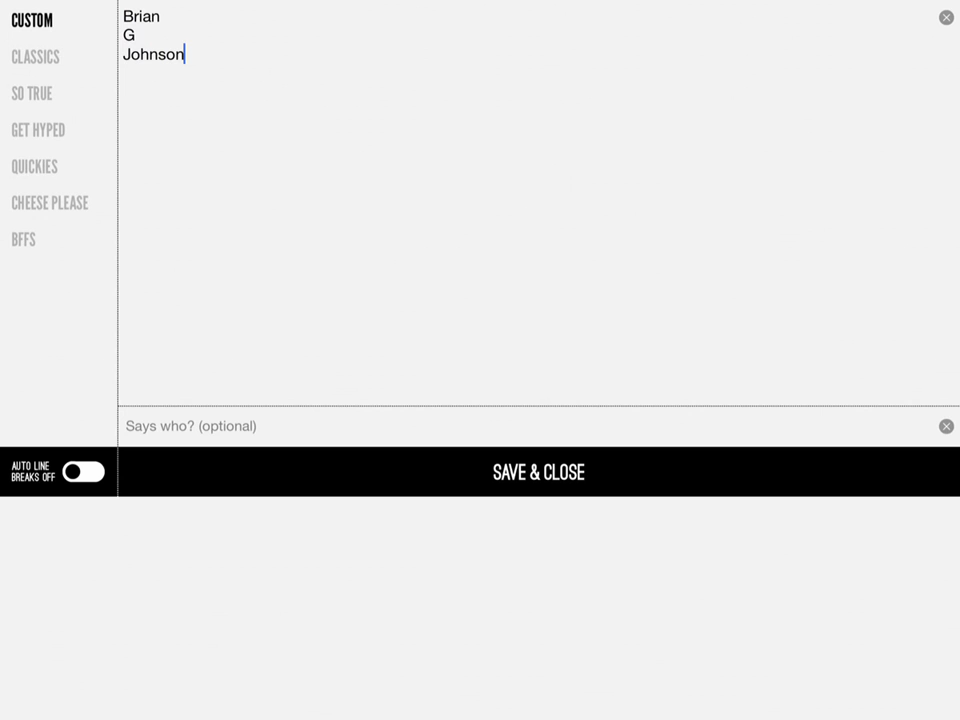 CUSTOM
CLASSICS
SO TRUE
GET HYPED
QUICKIES
CHEESE PLEASE
BFFS
Brian
G
Johnson
Says who? (optional)
AUTO LINE
BREAKS OFF
SAVE & CLOSE